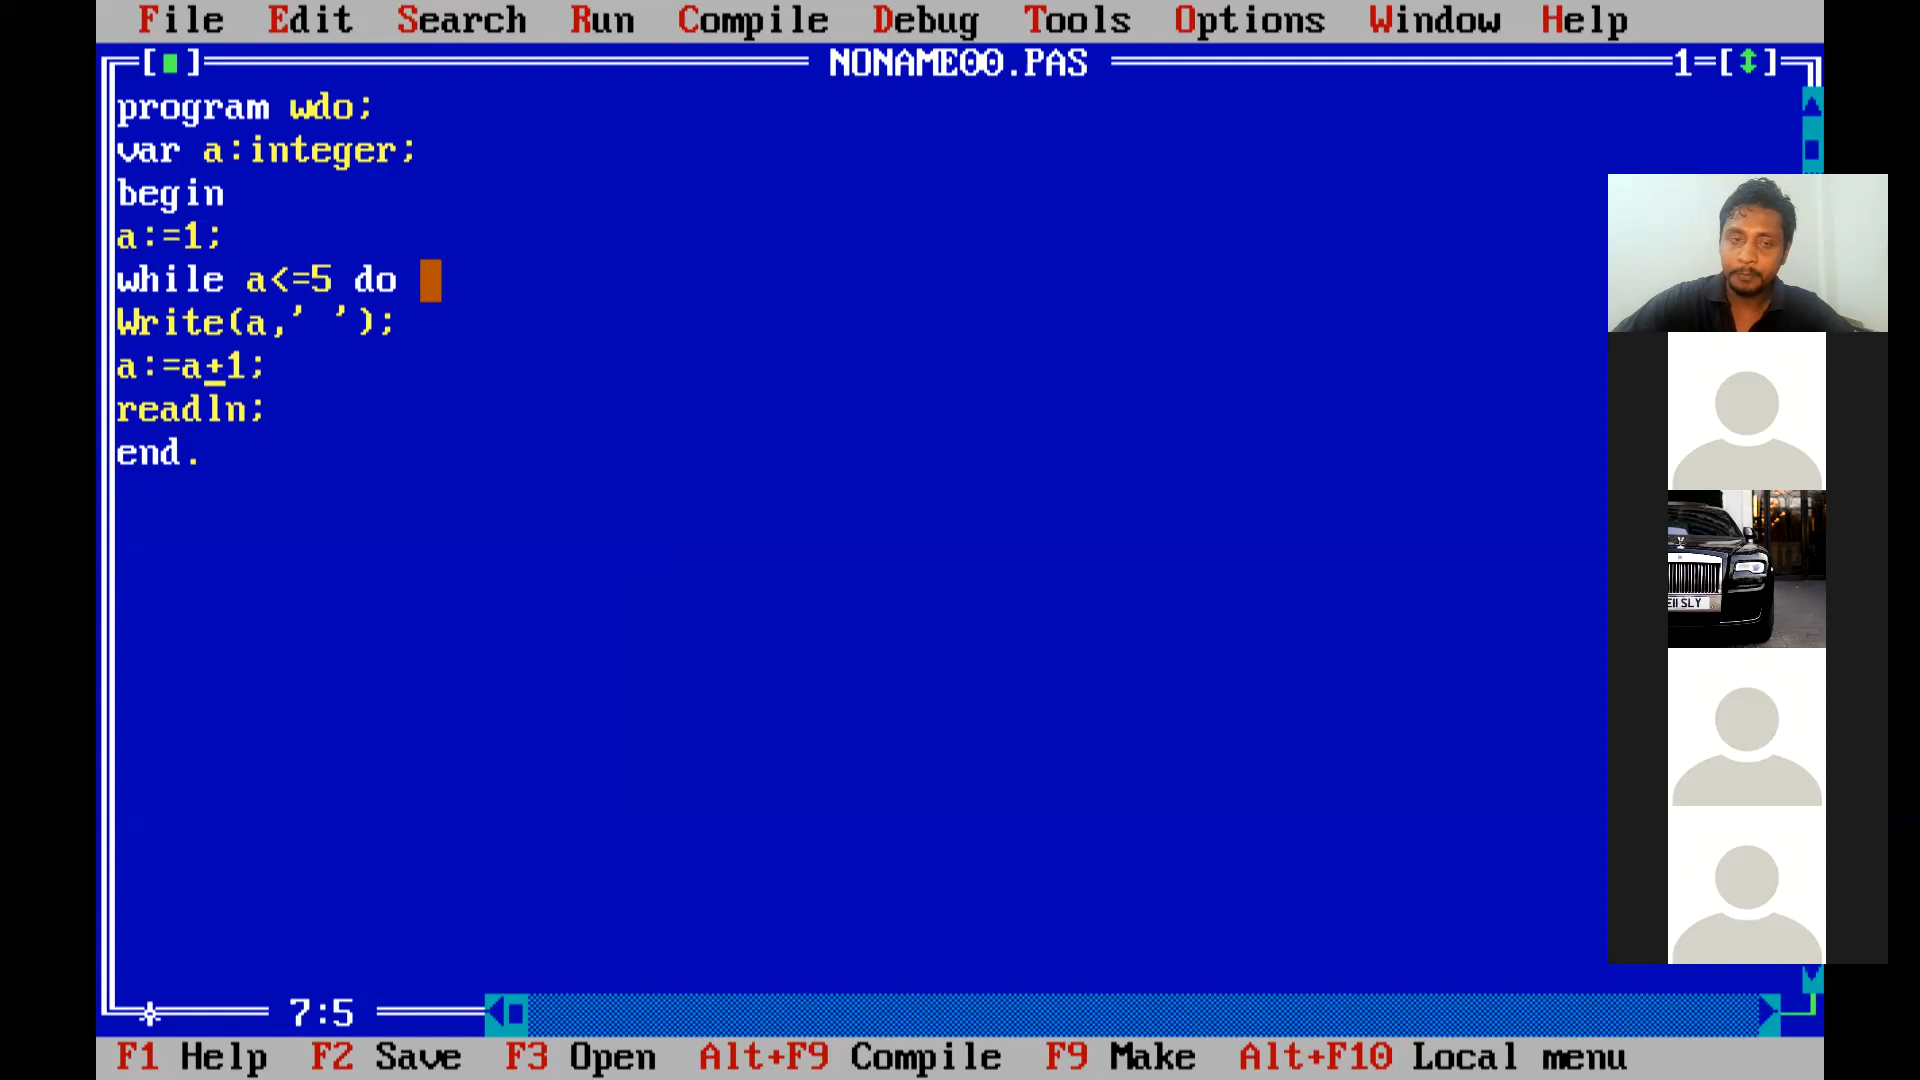 File Edit Search Run Compile Debug Tools Options Window Help
[■] NONAME00.PAS 1=[↕]
program wdo;
var a:integer;
begin
a:=1;
while a<=5 do
Write(a,' ');
a:=a+1;
readln;
end.
E11 SLY
7:5
F1 Help F2 Save F3 Open Alt+F9 Compile F9 Make Alt+F10 Local menu